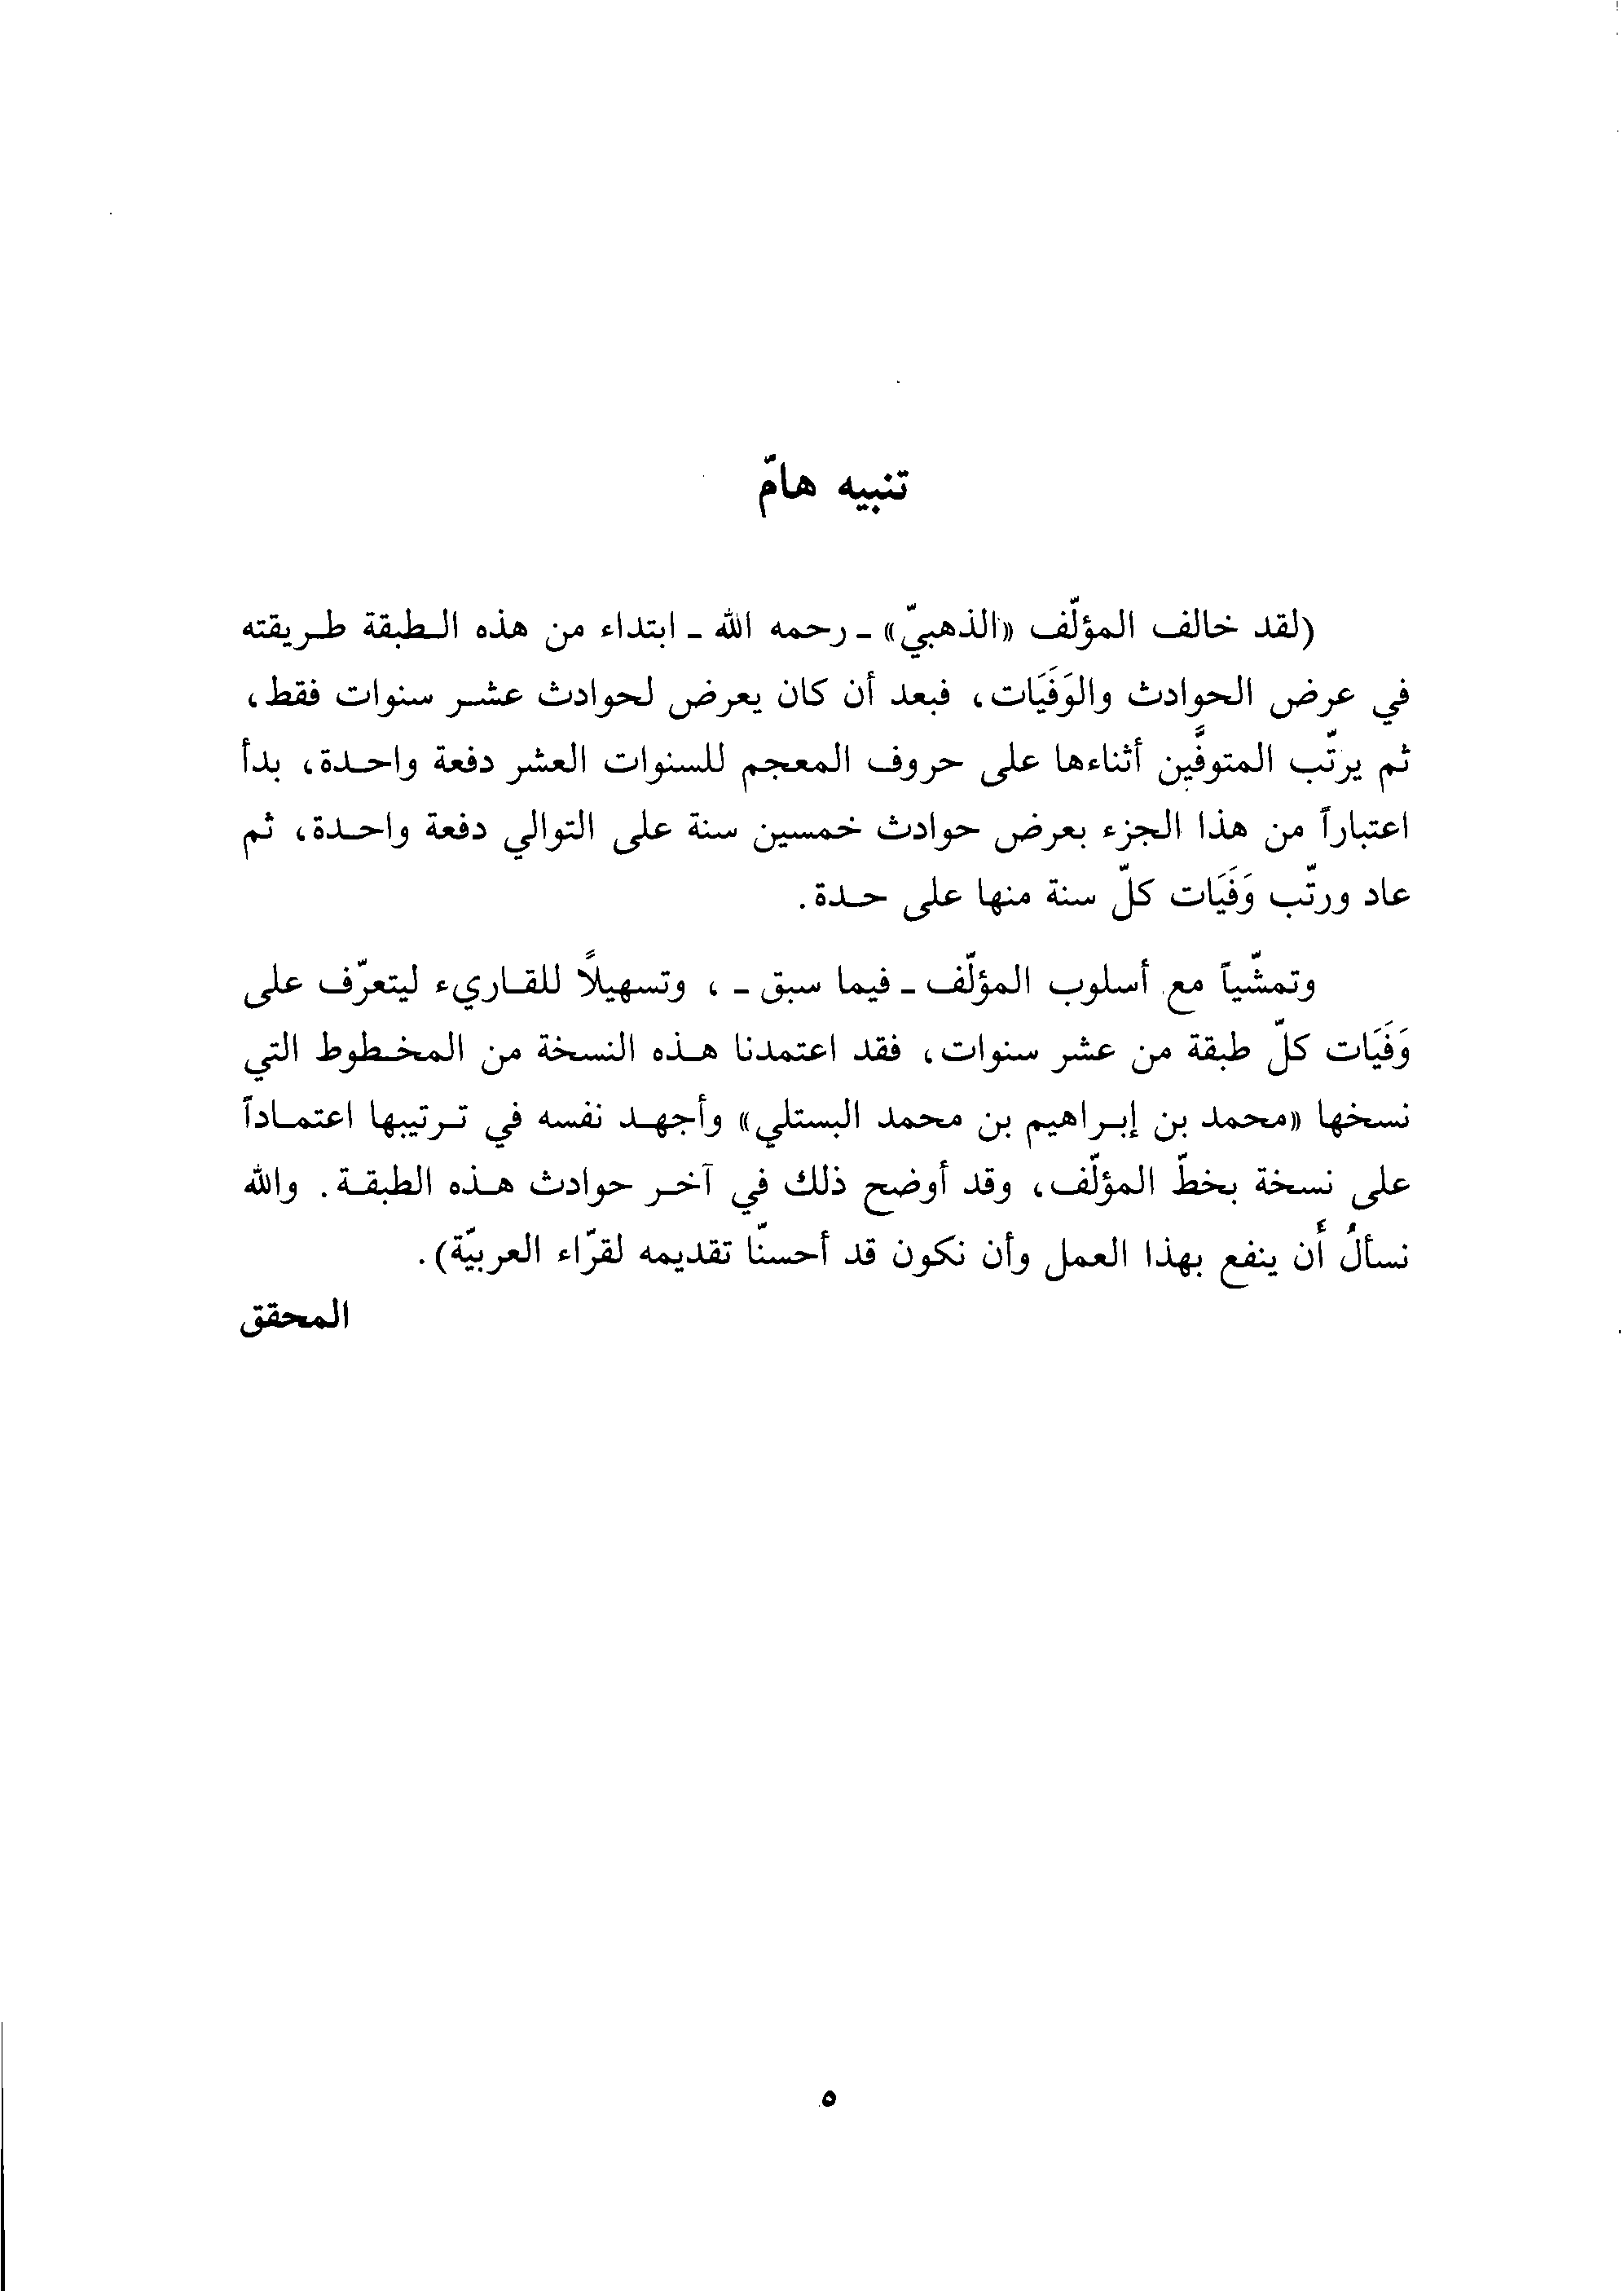 تنبيه هامّ
(لقد خالف المؤلّف «الذهبيّ» ـ رحمه الله ـ ابتداء من هذه الطبقة طريقته
في عرض الحوادث والوَفَيَات، فبعد أن كان يعرض لحوادث عشر سنوات فقط،
ثم يرتّب المتوفَّين أثناءها على حروف المعجم للسنوات العشر دفعة واحدة، بدأ
اعتباراً من هذا الجزء بعرض حوادث خمسين سنة على التوالي دفعة واحدة، ثم
عاد ورتّب وَفَيَات كلّ سنة منها على حدة.
وتمشّياً مع أسلوب المؤلّف ـ فيما سبق ـ، وتسهيلاً للقاريء ليتعرّف على
وَفَيَات كلّ طبقة من عشر سنوات، فقد اعتمدنا هذه النسخة من المخطوط التي
نسخها «محمد بن إبراهيم بن محمد البستلي» وأجهد نفسه في ترتيبها اعتماداً
على نسخة بخطّ المؤلّف، وقد أوضح ذلك في آخر حوادث هذه الطبقة. والله
نسألُ أَن ينفع بهذا العمل وأن نكون قد أحسنّا تقديمه لقرّاء العربيّة).
المحقق
٥